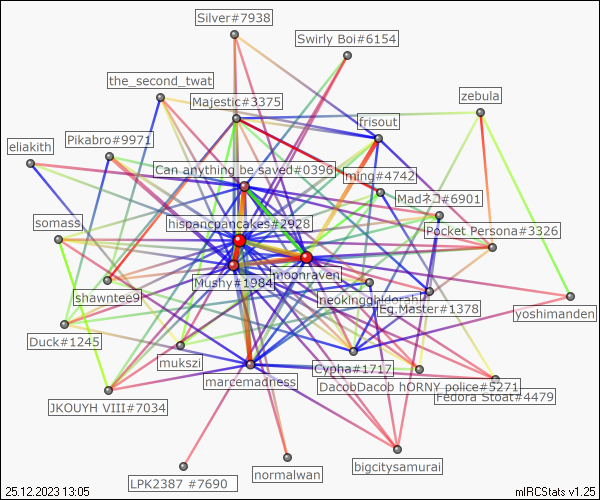 Silver#7938
Swirly Boi#6154
the_second_twat
zebula
Majestic#3375
frisout
Pikabro#9971
eliakith
Can anything be saved#0396
ming#4742
Madネコ#6901
somass
hispancpancakes#2928
Pocket Persona#3326
moonraven
Mushy#1984
shawntee9
neokingghidorah
Eg.Master#1378
yoshimanden
Duck#1245
mukszi
Cypha#1717
marcemadness
DacobDacob hORNY police#5271
Fedora Stoat#4479
JKOUYH VIII#7034
bigcitysamurai
normalwan
LPK2387 #7690
25.12.2023 13:05
mIRCStats v1.25